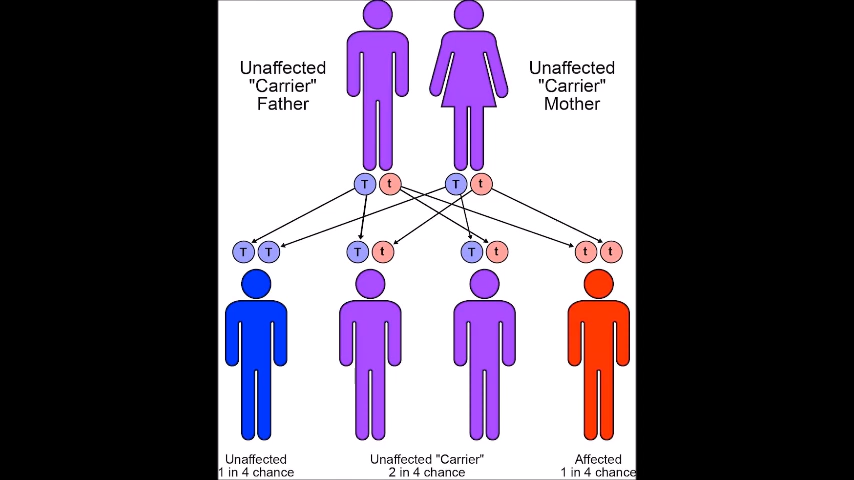 Unaffected
"Carrier"
Father
Unaffected
"Carrier"
Mother
T t T t
T T T t T t t t
Unaffected
1 in 4 chance
Unaffected "Carrier"
2 in 4 chance
Affected
1 in 4 chance